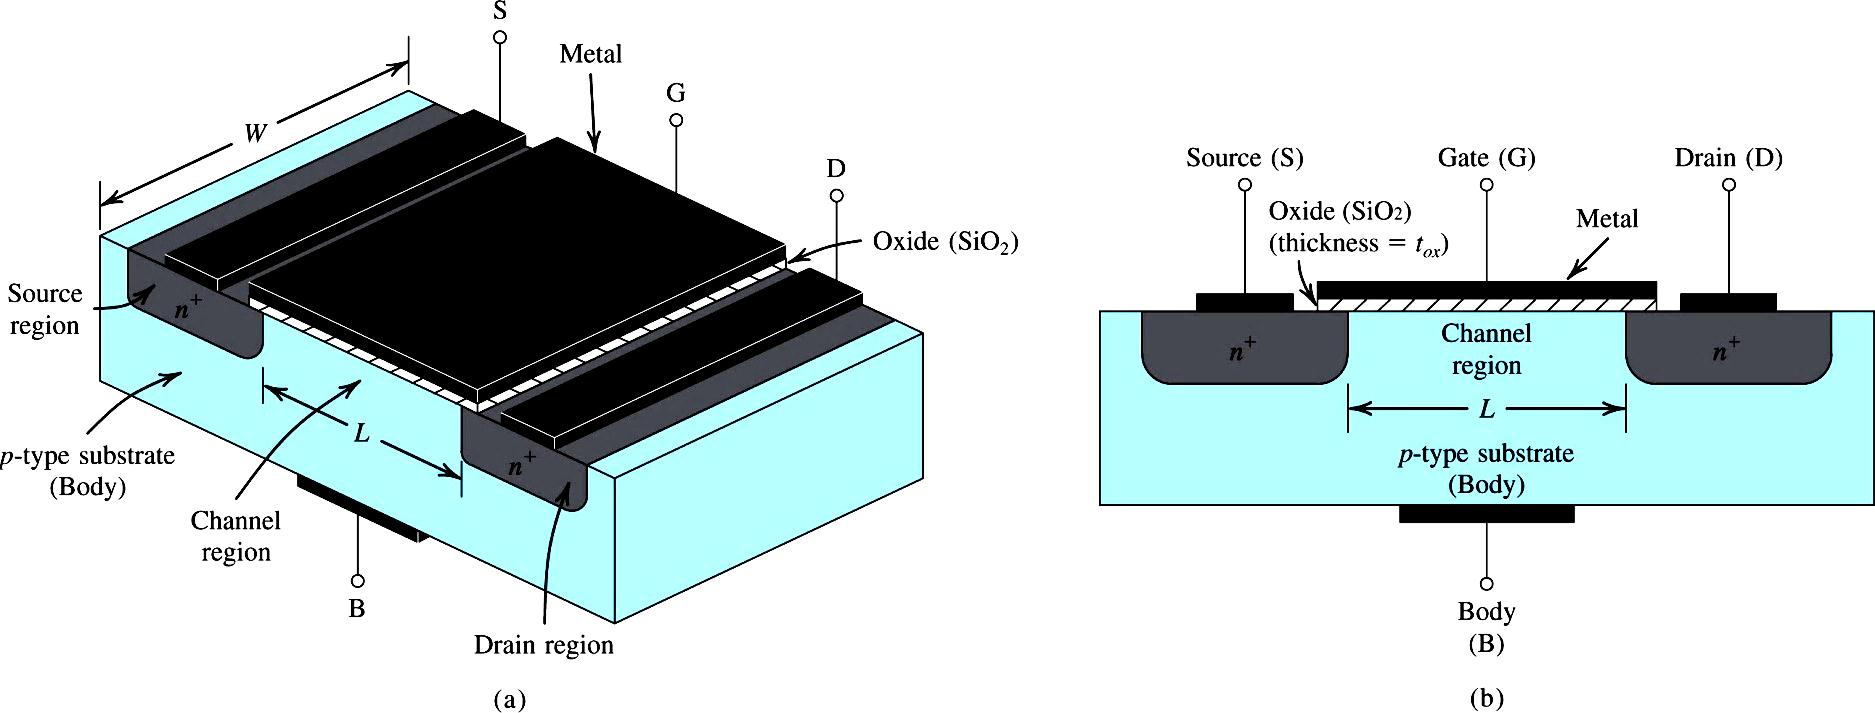 S
Metal
G
W
D
Oxide (SiO₂)
Source
region
n⁺
L
n⁺
p-type substrate
(Body)
Channel
region
B
Drain region
(a)
Source (S)
Gate (G)
Drain (D)
Oxide (SiO2)
(thickness = tₒₓ)
Metal
Channel
region
n⁺
n⁺
L
p-type substrate
(Body)
Body
(B)
(b)